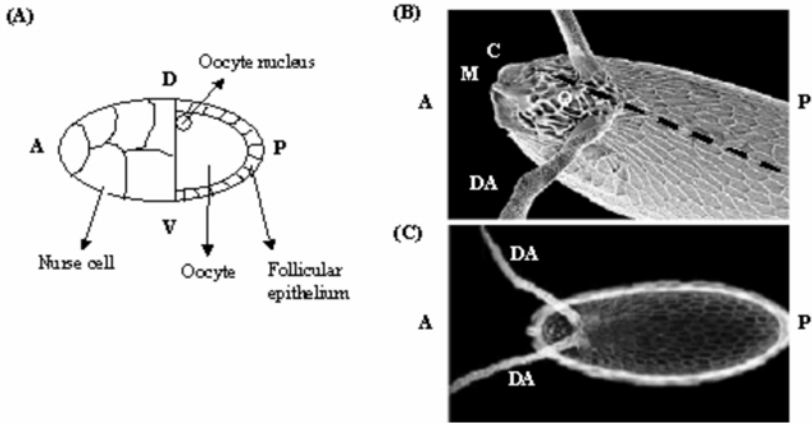 (A)
D
Oocyte nucleus
A
P
V
Nurse cell
Oocyte
Follicular
epithelium
(B)
C
M
A
P
DA
(C)
DA
A
P
DA